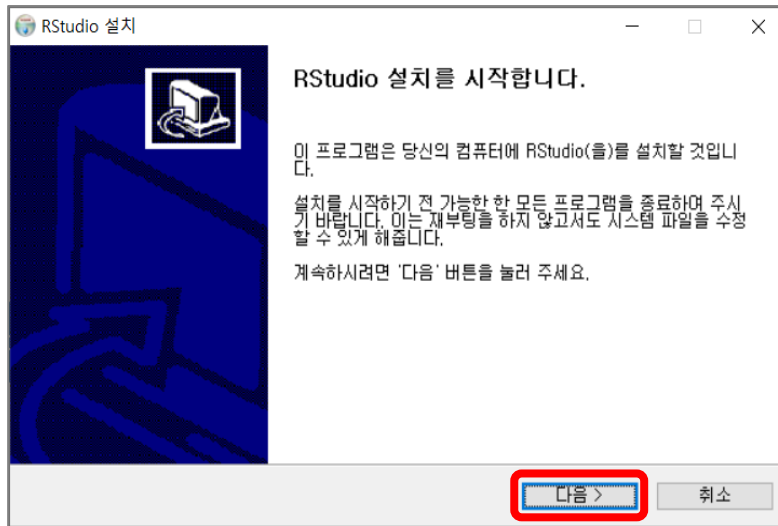 RStudio 설치
RStudio 설치를 시작합니다.
이 프로그램은 당신의 컴퓨터에 RStudio(을)를 설치할 것입니
다.
설치를 시작하기 전 가능한 한 모든 프로그램을 종료하여 주시
기 바랍니다. 이는 재부팅을 하지 않고서도 시스템 파일을 수정
할 수 있게 해줍니다.
계속하시려면 '다음' 버튼을 눌러 주세요.
다음 > 취소